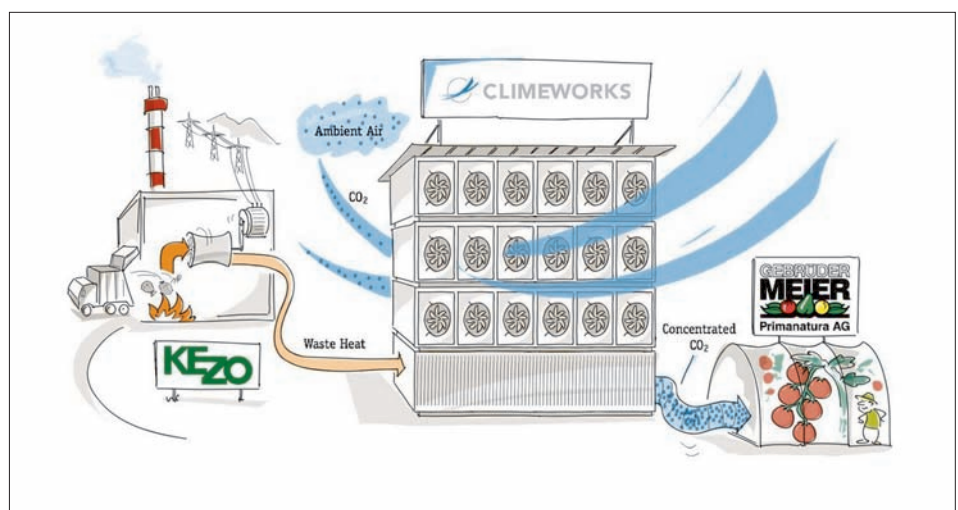 CLIMEWORKS
Ambient Air
CO₂
KEZO
Waste Heat
Concentrated
CO₂
GEBRÜDER
MEIER
Primanatura AG